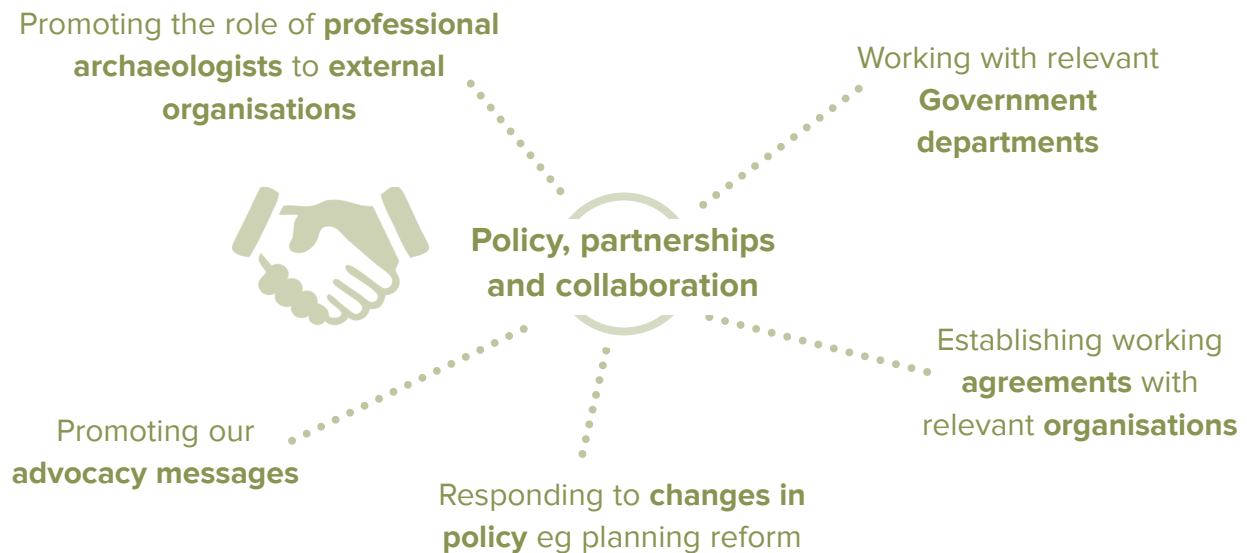 Promoting the role of professional
archaeologists to external
organisations
Working with relevant
Government
departments
Policy, partnerships
and collaboration
Establishing working
agreements with
relevant organisations
Promoting our
advocacy messages
Responding to changes in
policy eg planning reform